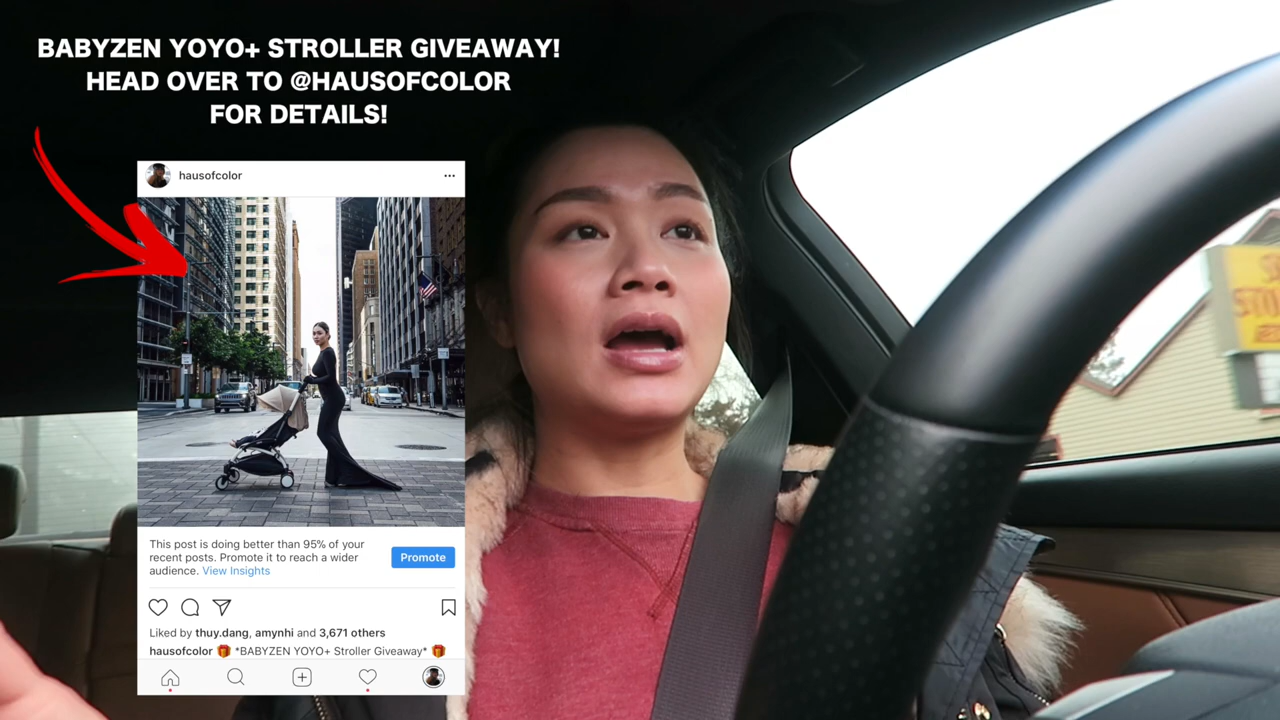 BABYZEN YOYO+ STROLLER GIVEAWAY!
HEAD OVER TO @HAUSOFCOLOR
FOR DETAILS!
hausofcolor
This post is doing better than 95% of your
recent posts. Promote it to reach a wider
audience. View Insights
Promote
Liked by thuy.dang, amynhi and 3,671 others
hausofcolor 🎁 *BABYZEN YOYO+ Stroller Giveaway* 🎁